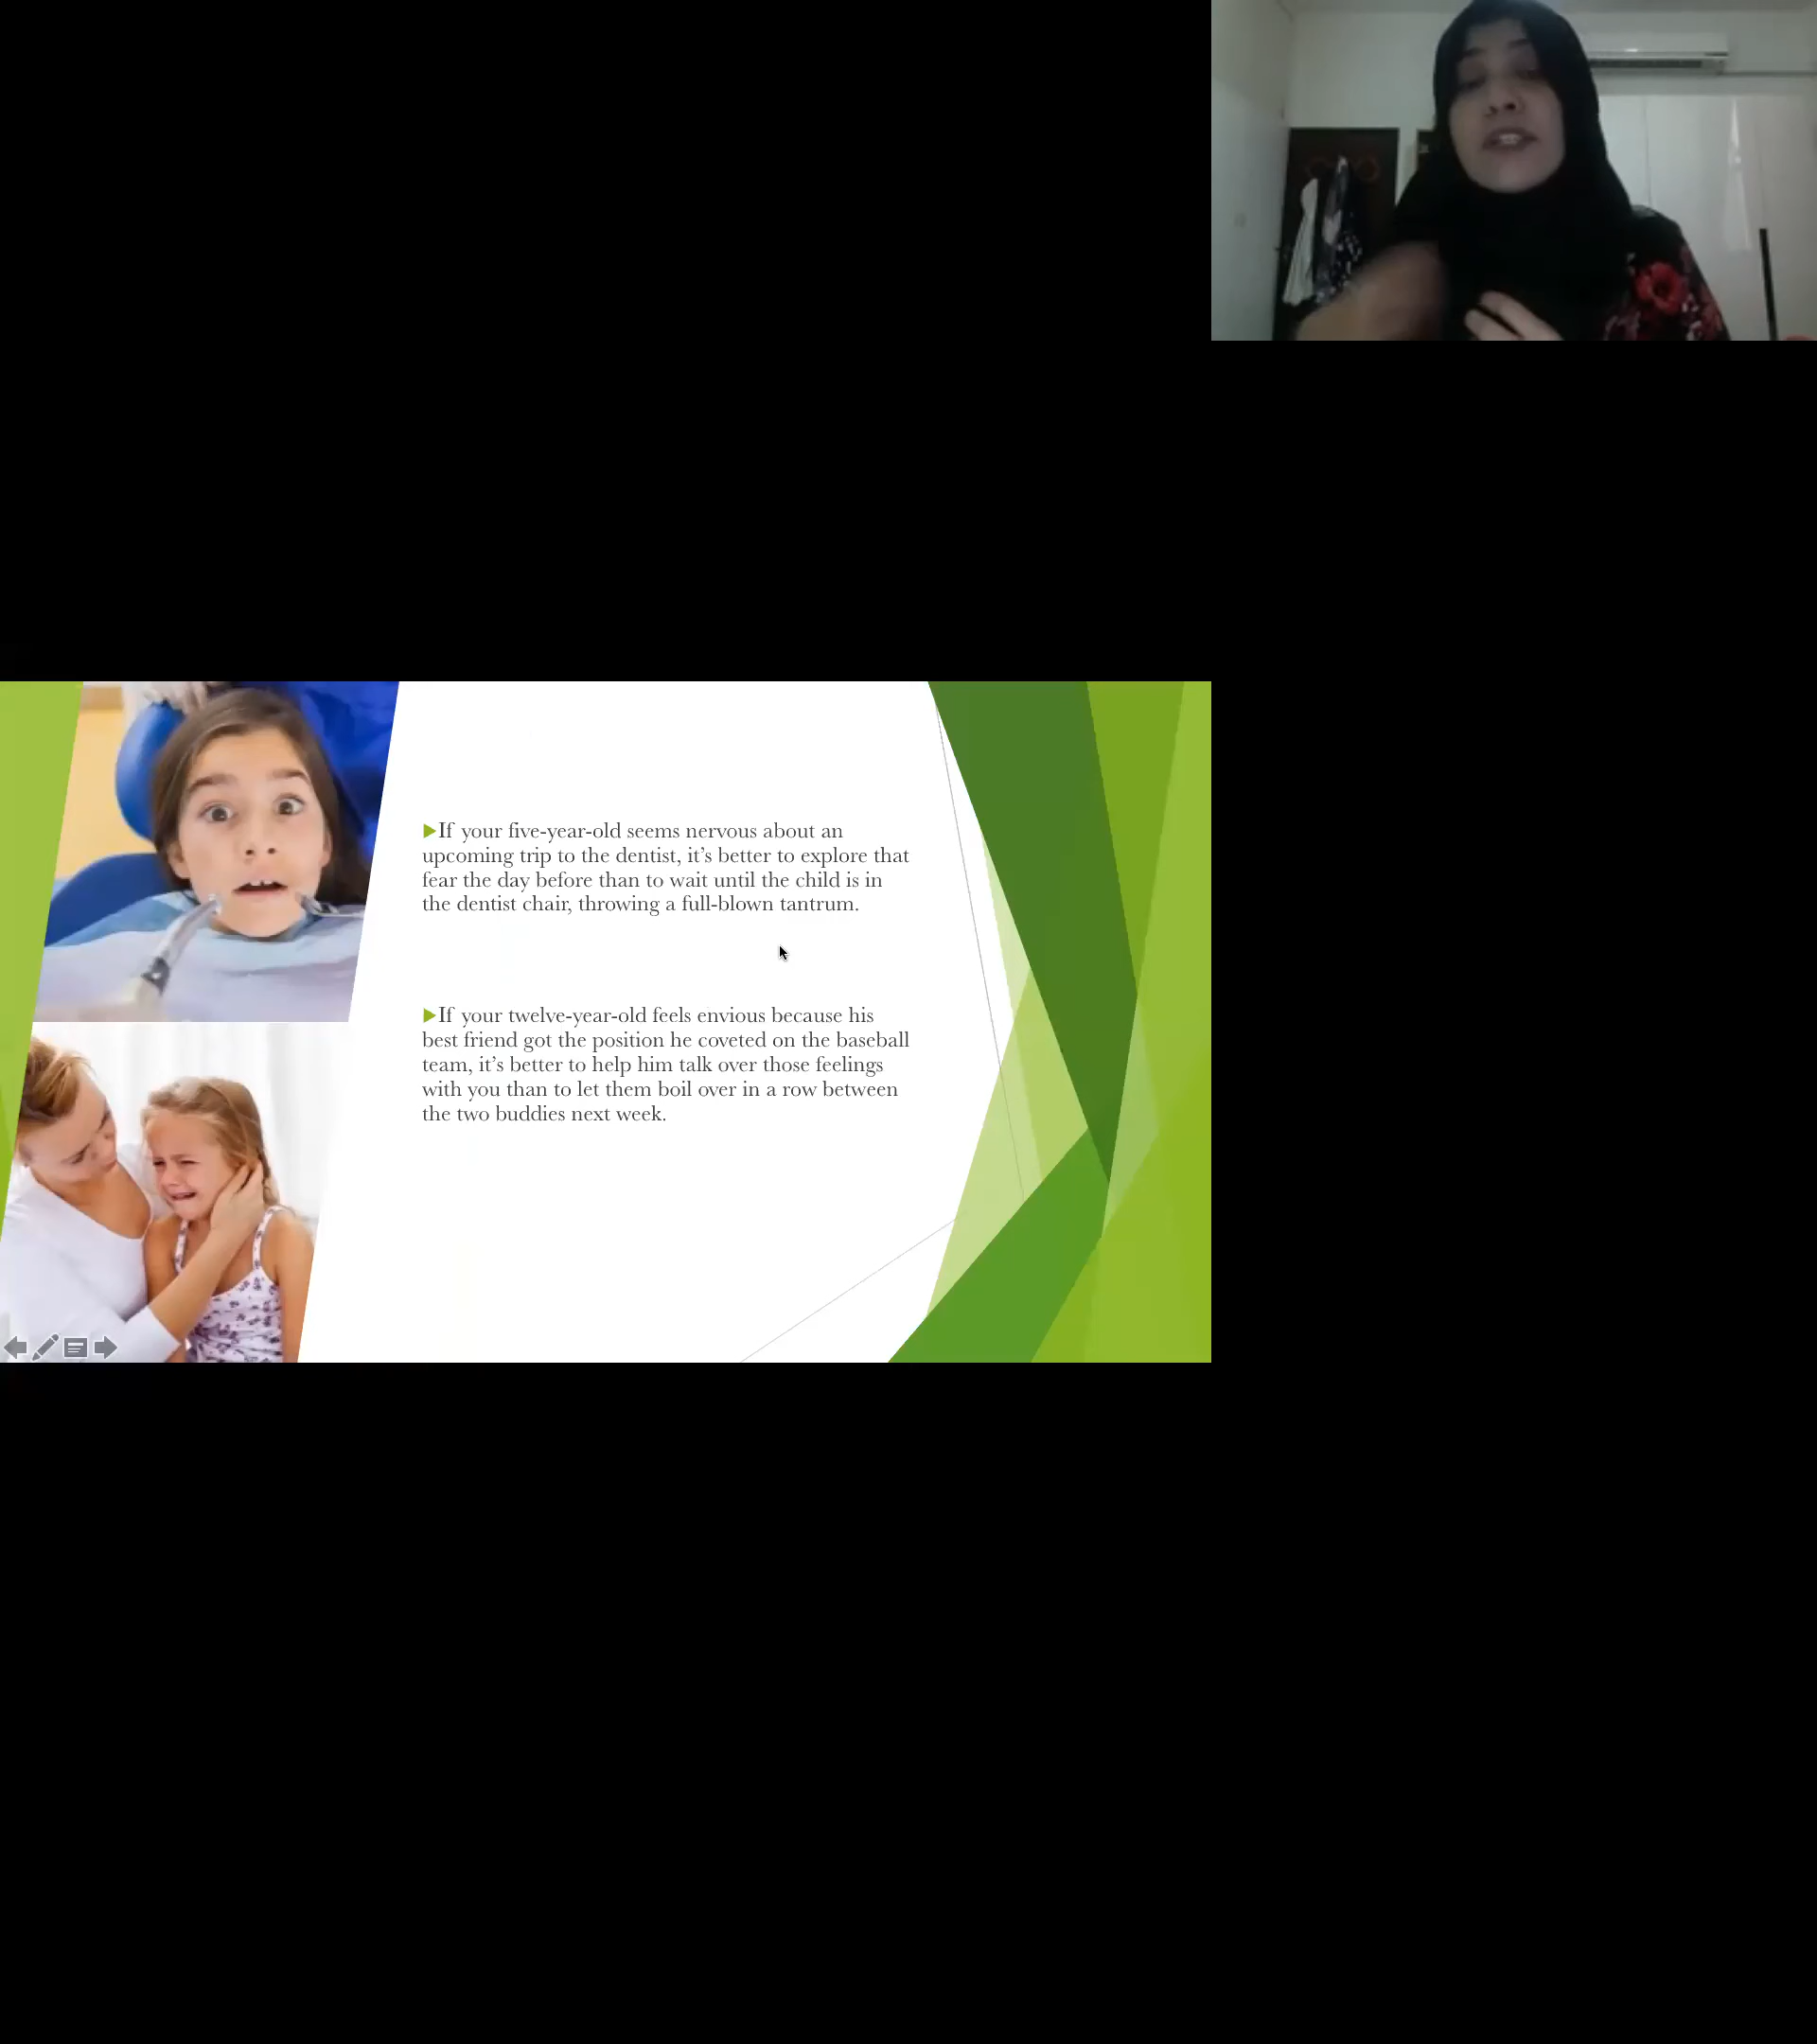 If your five-year-old seems nervous about an
upcoming trip to the dentist, it’s better to explore that
fear the day before than to wait until the child is in
the dentist chair, throwing a full-blown tantrum.
If your twelve-year-old feels envious because his
best friend got the position he coveted on the baseball
team, it’s better to help him talk over those feelings
with you than to let them boil over in a row between
the two buddies next week.